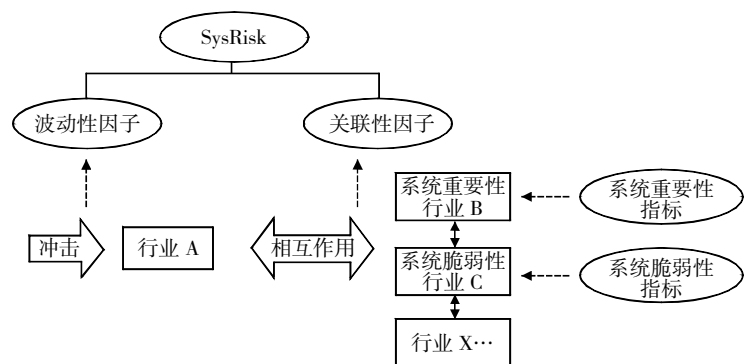 SysRisk
波动性因子
关联性因子
系统重要性
行业 B
系统重要性
指标
冲击
行业 A
相互作用
系统脆弱性
行业 C
系统脆弱性
指标
行业 X…